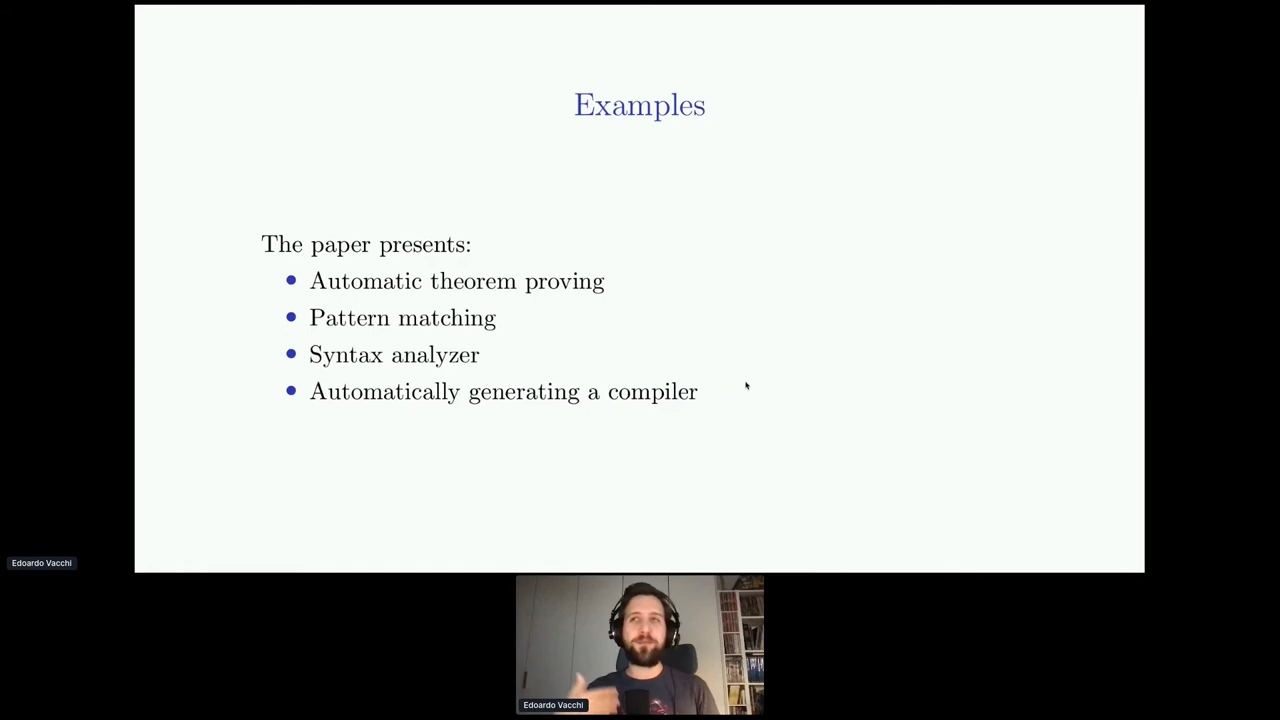 Examples
The paper presents:
Automatic theorem proving
Pattern matching
Syntax analyzer
Automatically generating a compiler
Edoardo Vacchi
Edoardo Vacchi